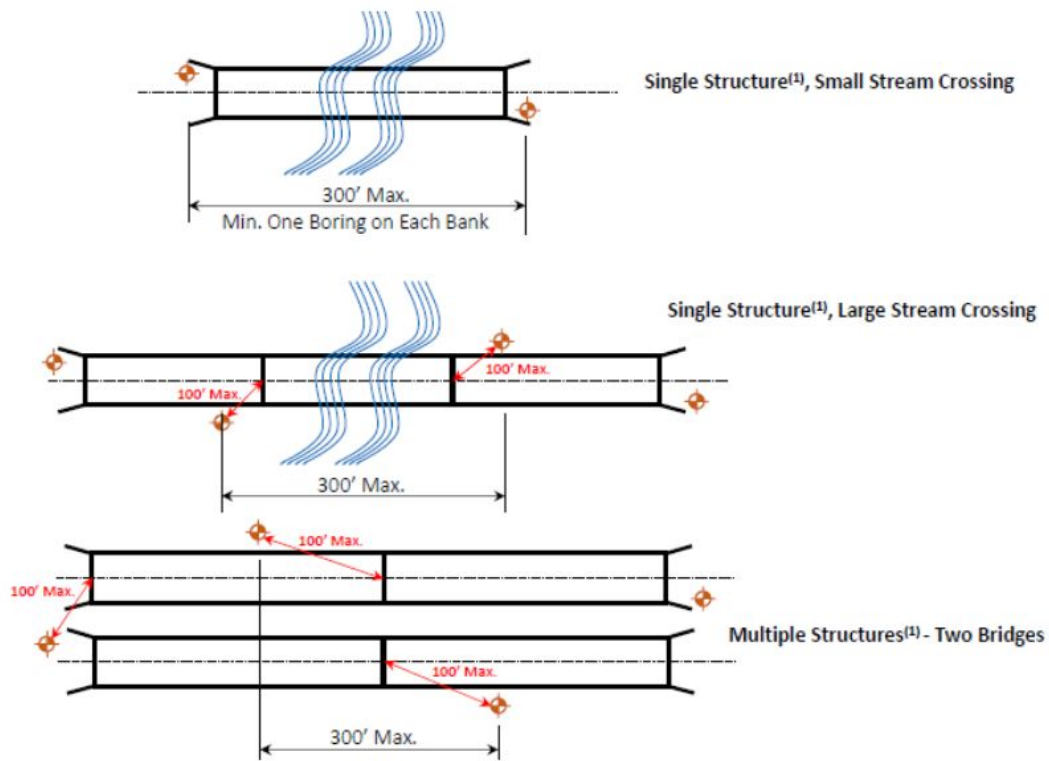 Single Structure⁽¹⁾, Small Stream Crossing
300' Max.
Min. One Boring on Each Bank
Single Structure⁽¹⁾, Large Stream Crossing
100' Max.
100' Max.
300' Max.
100' Max.
100' Max.
Multiple Structures⁽¹⁾ - Two Bridges
100' Max.
300' Max.